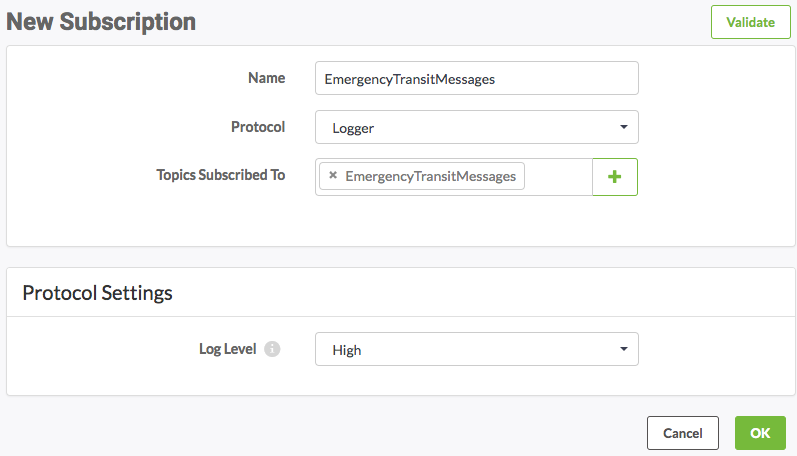 New Subscription
Validate
Name
EmergencyTransitMessages
Protocol
Logger
Topics Subscribed To
× EmergencyTransitMessages
+
Protocol Settings
Log Level
i
High
Cancel
OK